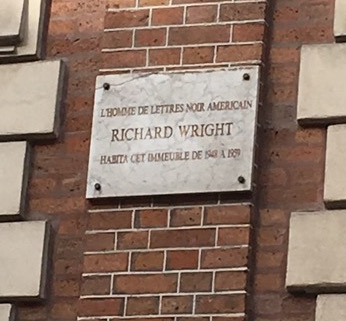 L'HOMME DE LETTRES NOIR AMERICAIN
RICHARD WRIGHT
HABITA CET IMMEUBLE DE 1948 A 1959